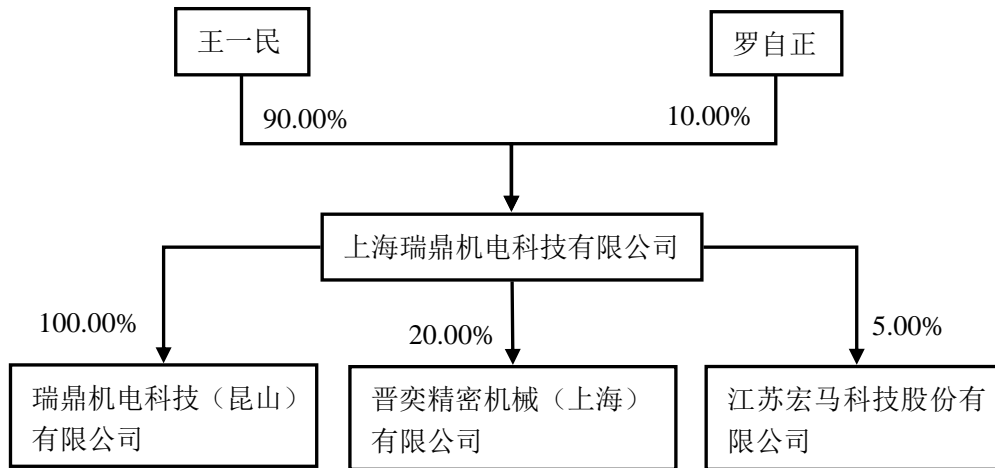 王一民
罗自正
90.00%
10.00%
上海瑞鼎机电科技有限公司
100.00%
20.00%
5.00%
瑞鼎机电科技（昆山）
有限公司
晋奕精密机械（上海）
有限公司
江苏宏马科技股份有
限公司